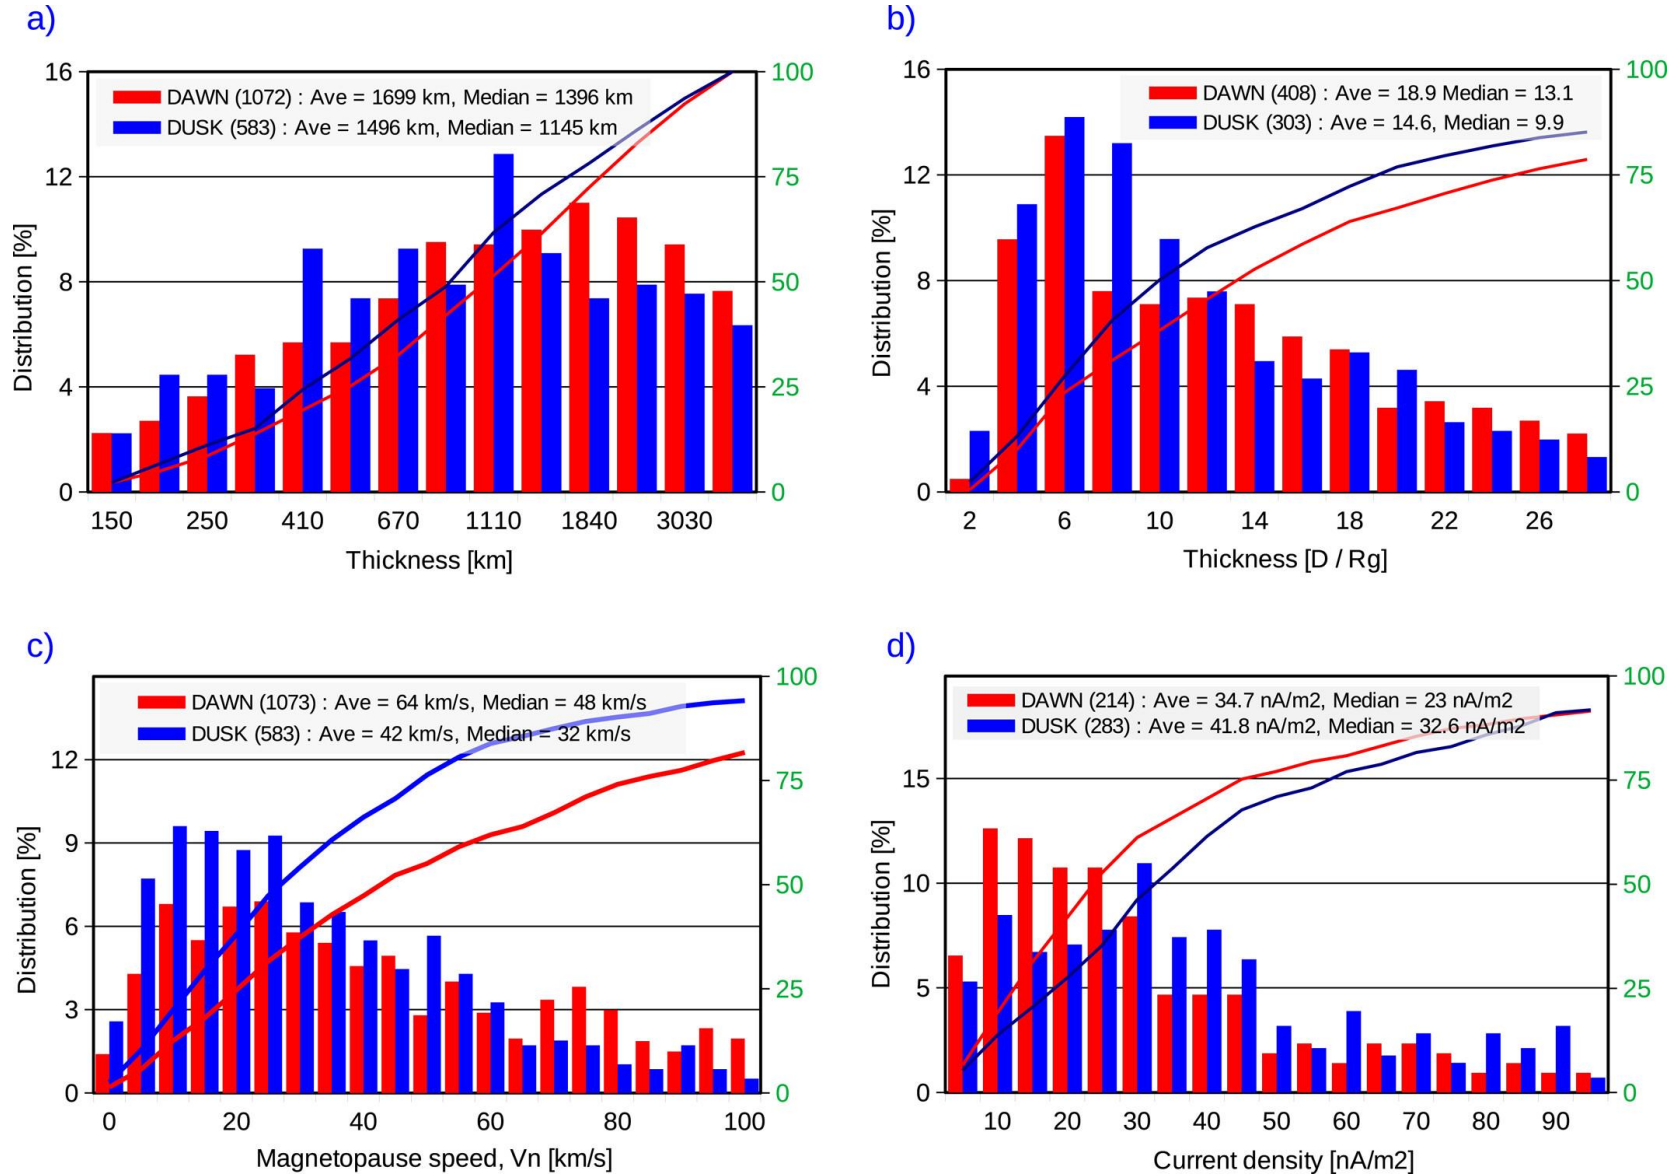 a)
DAWN (1072) : Ave = 1699 km, Median = 1396 km
DUSK (583) : Ave = 1496 km, Median = 1145 km
16
12
8
4
0
100
75
50
25
0
Distribution [%]
150 250 410 670 1110 1840 3030
Thickness [km]
b)
DAWN (408) : Ave = 18.9 Median = 13.1
DUSK (303) : Ave = 14.6, Median = 9.9
16
12
8
4
0
100
75
50
25
0
Distribution [%]
2 6 10 14 18 22 26
Thickness [D / Rg]
c)
DAWN (1073) : Ave = 64 km/s, Median = 48 km/s
DUSK (583) : Ave = 42 km/s, Median = 32 km/s
12
9
6
3
0
100
75
50
25
0
Distribution [%]
0 20 40 60 80 100
Magnetopause speed, Vn [km/s]
d)
DAWN (214) : Ave = 34.7 nA/m2, Median = 23 nA/m2
DUSK (283) : Ave = 41.8 nA/m2, Median = 32.6 nA/m2
15
10
5
0
100
75
50
25
0
Distribution [%]
10 20 30 40 50 60 70 80 90
Current density [nA/m2]